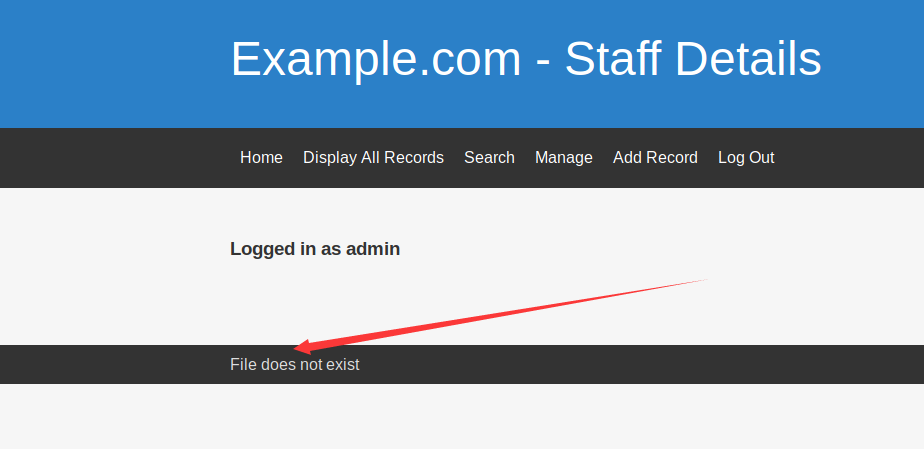 Example.com - Staff Details
Home Display All Records Search Manage Add Record Log Out
Logged in as admin
File does not exist